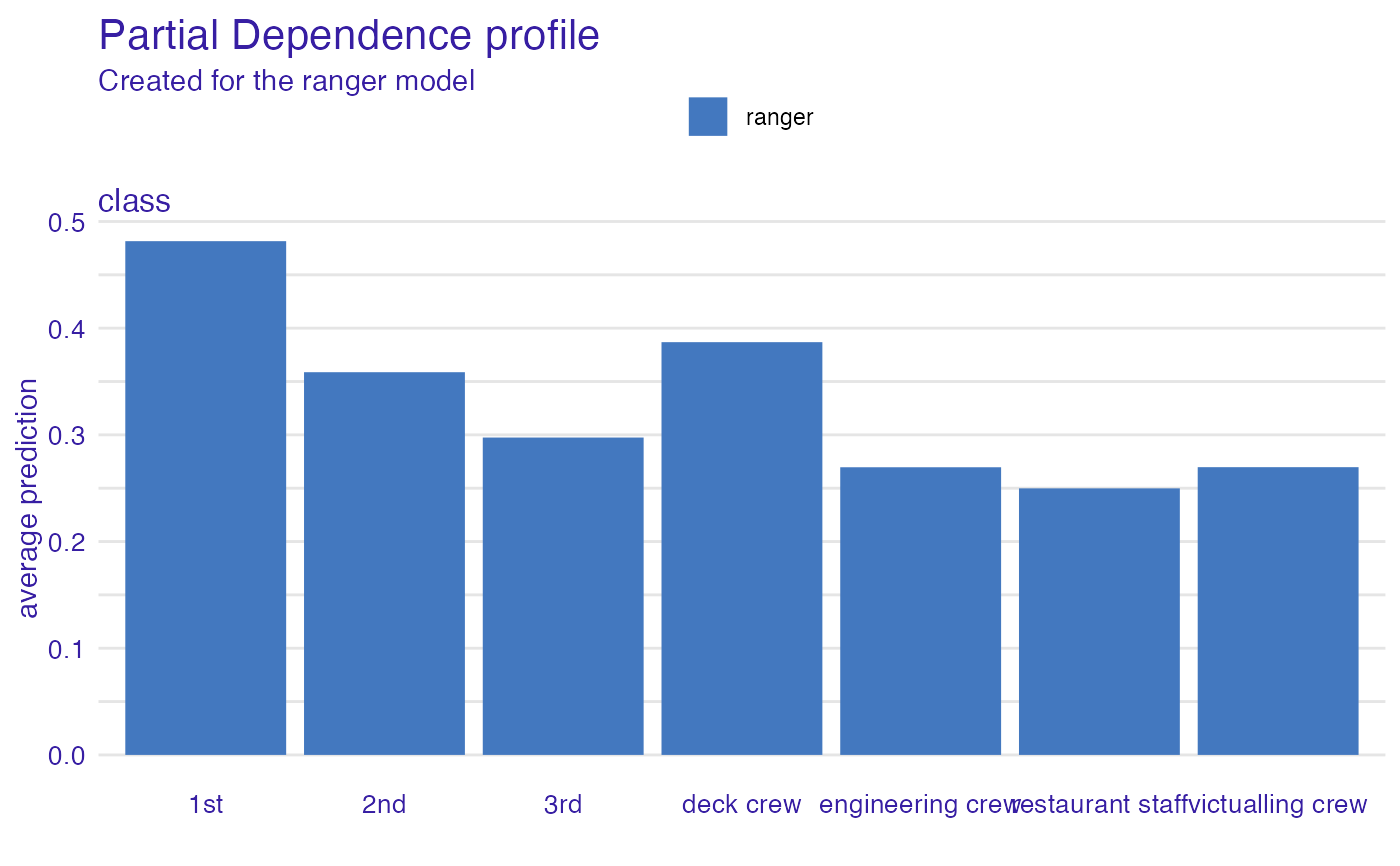 Partial Dependence profile
Created for the ranger model
ranger
class
0.5
0.4
0.3
0.2
0.1
0.0
average prediction
1st 2nd 3rd deck crew engineering crew restaurant staff victualling crew